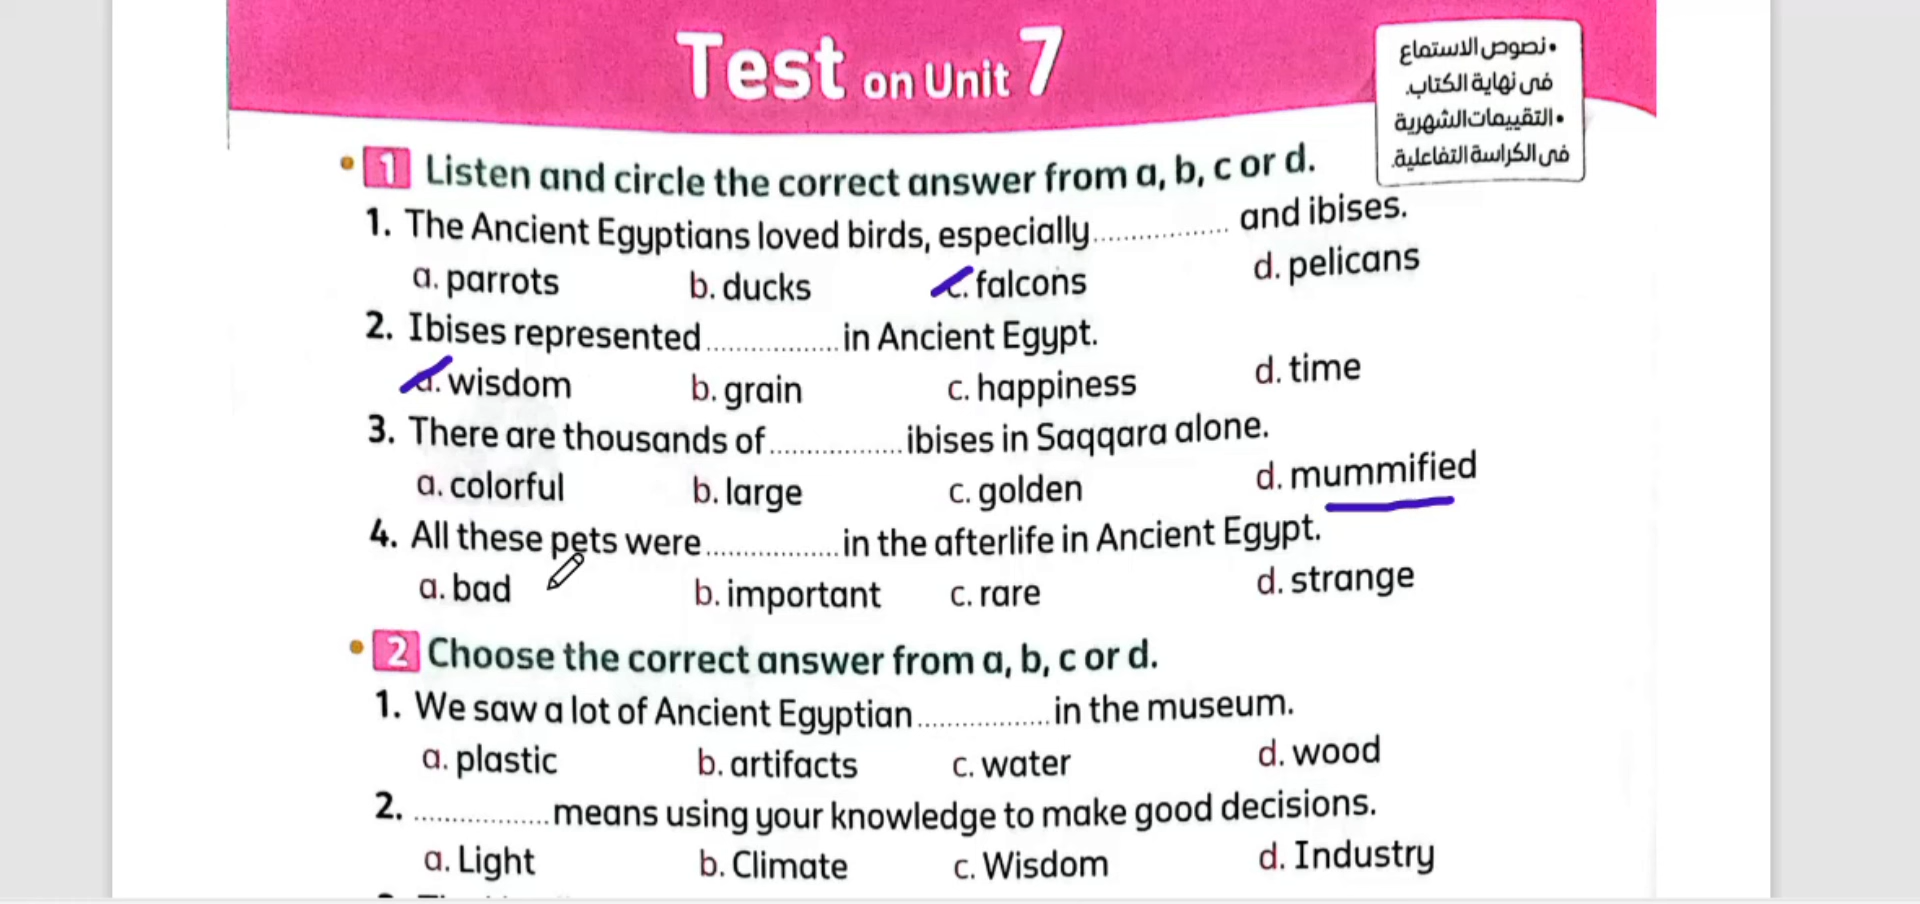 Test on Unit 7
• نصوص الاستماع
فى نهاية الكتاب.
• التقييمات الشهرية
فى الكراسة التفاعلية.
• 1 Listen and circle the correct answer from a, b, c or d.
1. The Ancient Egyptians loved birds, especially ............... and ibises.
a. parrots b. ducks c. falcons d. pelicans
2. Ibises represented ............... in Ancient Egypt.
a. wisdom b. grain c. happiness d. time
3. There are thousands of ............... ibises in Saqqara alone.
a. colorful b. large c. golden d. mummified
4. All these pets were ............... in the afterlife in Ancient Egypt.
a. bad b. important c. rare d. strange
• 2 Choose the correct answer from a, b, c or d.
1. We saw a lot of Ancient Egyptian ............... in the museum.
a. plastic b. artifacts c. water d. wood
2. ............... means using your knowledge to make good decisions.
a. Light b. Climate c. Wisdom d. Industry